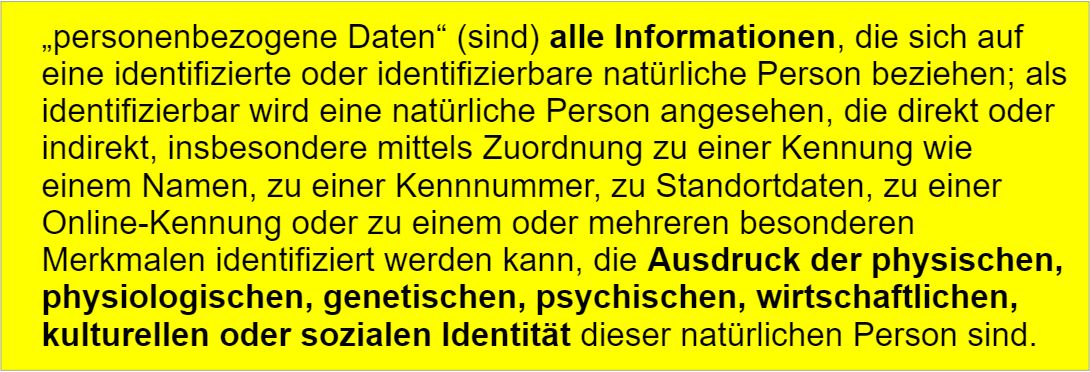 „personenbezogene Daten“ (sind) alle Informationen, die sich auf
eine identifizierte oder identifizierbare natürliche Person beziehen; als
identifizierbar wird eine natürliche Person angesehen, die direkt oder
indirekt, insbesondere mittels Zuordnung zu einer Kennung wie
einem Namen, zu einer Kennnummer, zu Standortdaten, zu einer
Online-Kennung oder zu einem oder mehreren besonderen
Merkmalen identifiziert werden kann, die Ausdruck der physischen,
physiologischen, genetischen, psychischen, wirtschaftlichen,
kulturellen oder sozialen Identität dieser natürlichen Person sind.